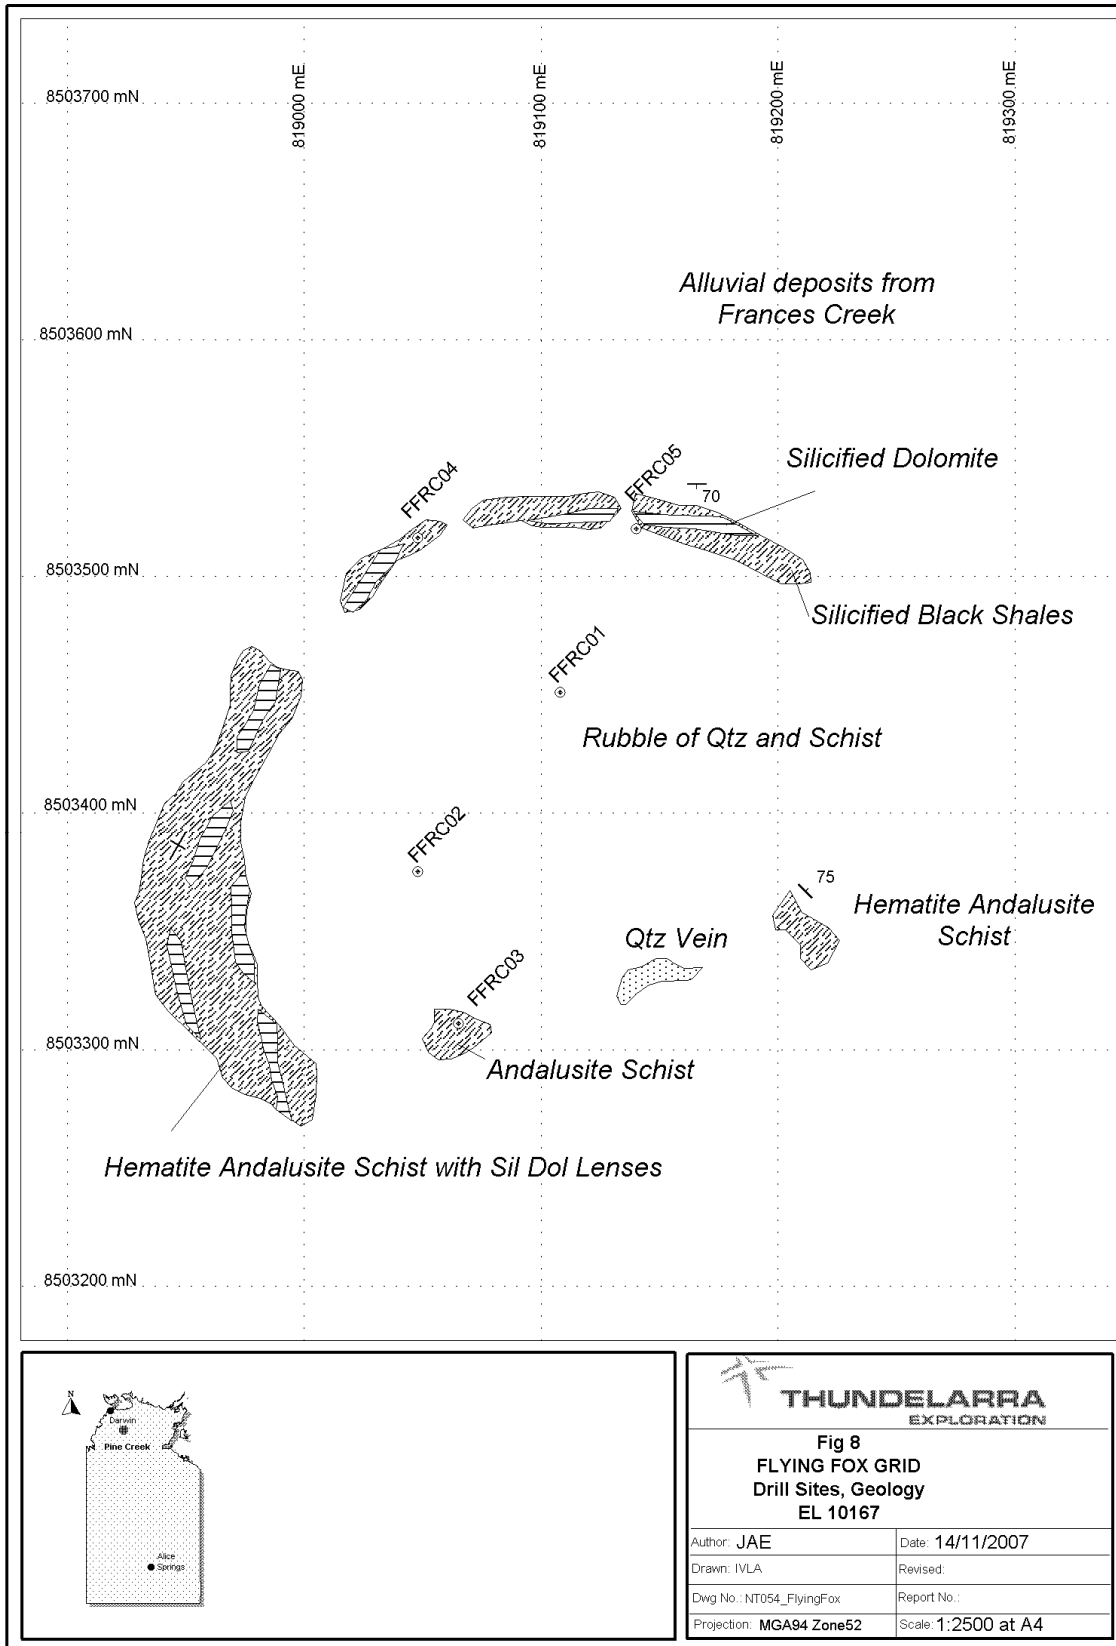 819000 mE
819100 mE
819200 mE
819300 mE
8503700 mN
Alluvial deposits from
Frances Creek
8503600 mN
FFRC04
FFRC05
70
Silicified Dolomite
8503500 mN
Silicified Black Shales
FFRC01
Rubble of Qtz and Schist
8503400 mN
FFRC02
75
Hematite Andalusite
Schist
Qtz Vein
FFRC03
8503300 mN
Andalusite Schist
Hematite Andalusite Schist with Sil Dol Lenses
8503200 mN
N
Darwin
Pine Creek
Alice
Springs
THUNDELARRA
EXPLORATION
Fig 8
FLYING FOX GRID
Drill Sites, Geology
EL 10167
Author: JAE
Date: 14/11/2007
Drawn: IVLA
Revised:
Dwg No.: NT054_FlyingFox
Report No.:
Projection: MGA94 Zone52
Scale: 1:2500 at A4